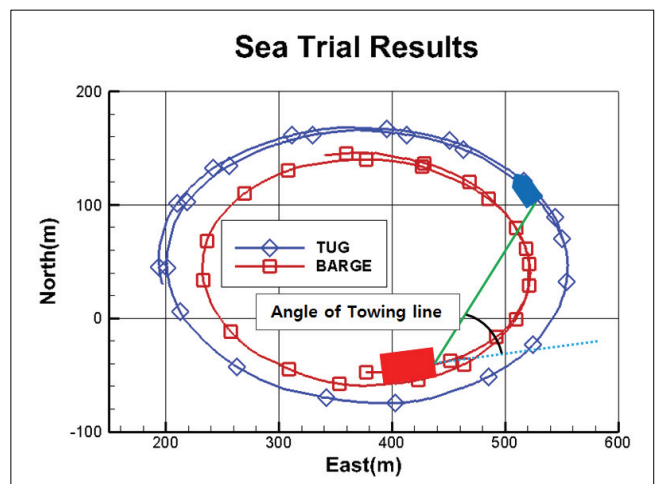 Sea Trial Results
200
100
0
-100
North(m)
TUG
BARGE
Angle of Towing line
200 300 400 500 600
East(m)